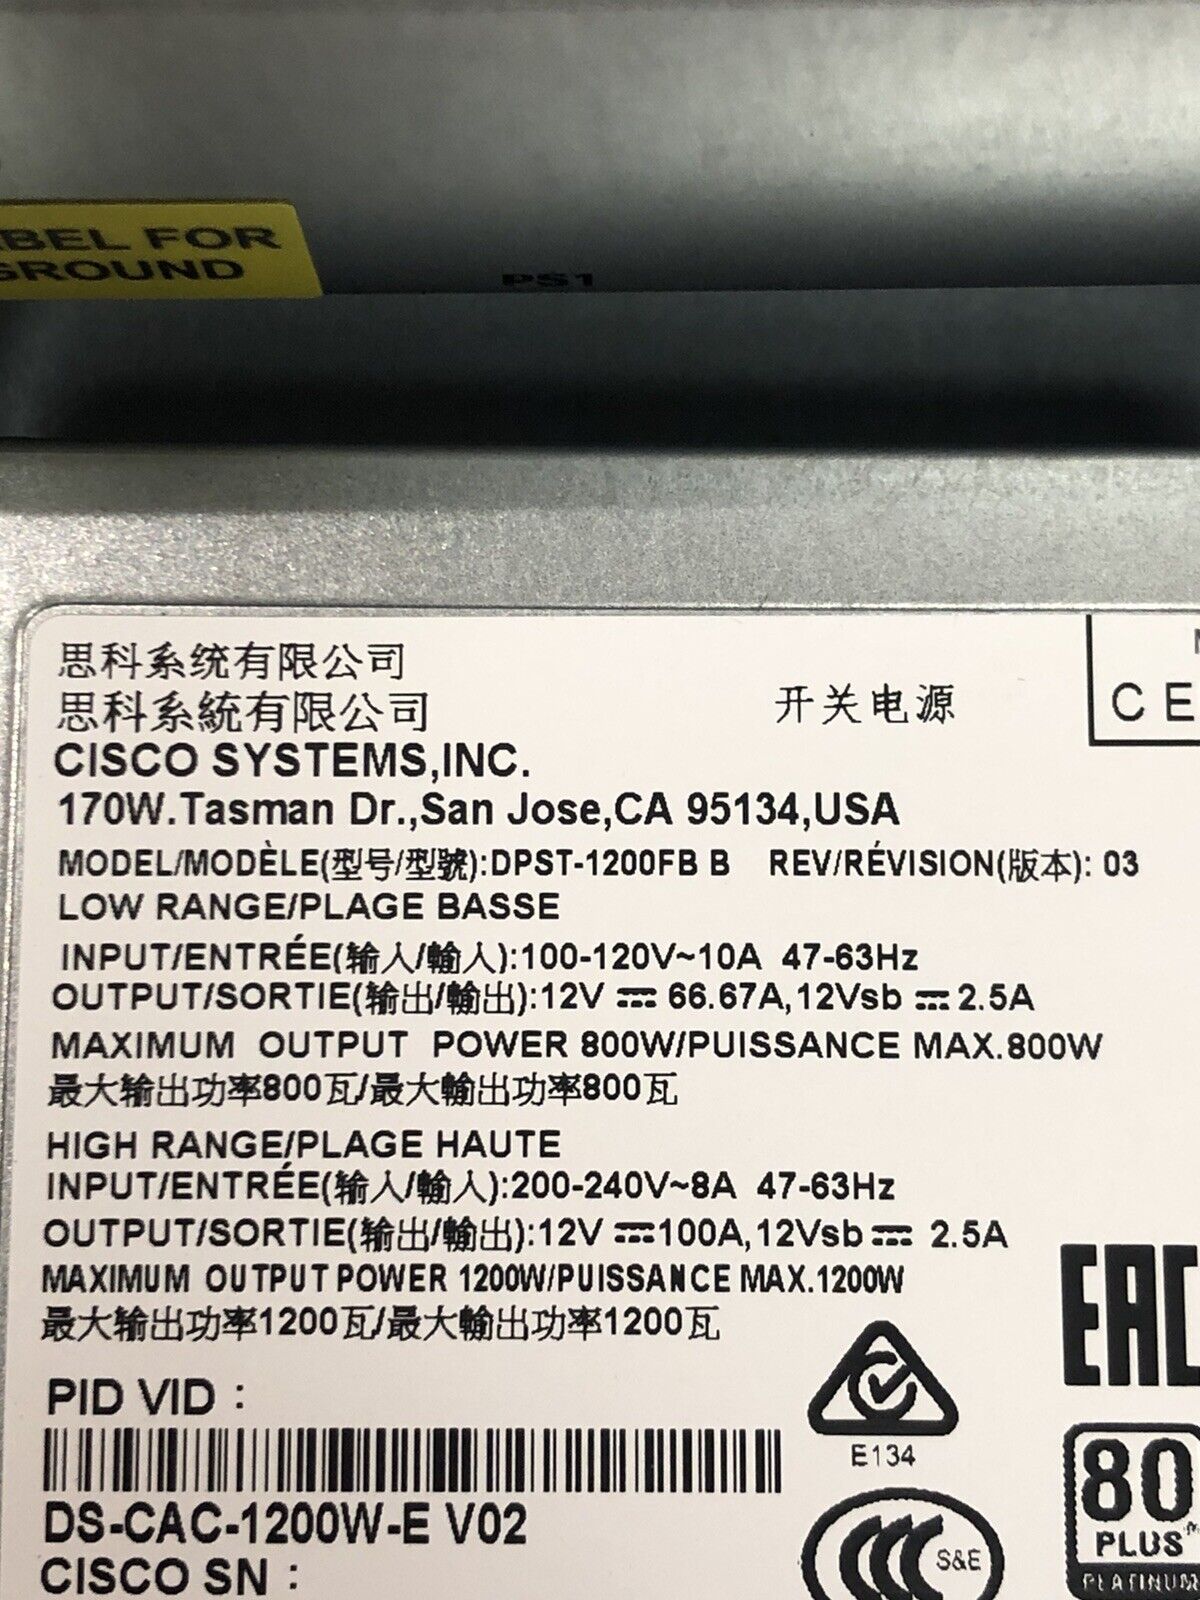 BEL FOR
GROUND
PS1
思科系统有限公司
思科系統有限公司
开关电源
CE
CISCO SYSTEMS,INC.
170W.Tasman Dr.,San Jose,CA 95134,USA
MODEL/MODÈLE(型号/型號):DPST-1200FB B REV/RÉVISION(版本): 03
LOW RANGE/PLAGE BASSE
INPUT/ENTRÉE(输入/輸入):100-120V~10A 47-63Hz
OUTPUT/SORTIE(输出/輸出):12V ⎓ 66.67A,12Vsb ⎓ 2.5A
MAXIMUM OUTPUT POWER 800W/PUISSANCE MAX.800W
最大输出功率800瓦/最大輸出功率800瓦
HIGH RANGE/PLAGE HAUTE
INPUT/ENTRÉE(输入/輸入):200-240V~8A 47-63Hz
OUTPUT/SORTIE(输出/輸出):12V ⎓100A,12Vsb ⎓ 2.5A
MAXIMUM OUTPUT POWER 1200W/PUISSANCE MAX.1200W
最大输出功率1200瓦/最大輸出功率1200瓦
EAC
PID VID :
E134
DS-CAC-1200W-E V02
CISCO SN :
CCC S&E
80
PLUS
PLATINUM